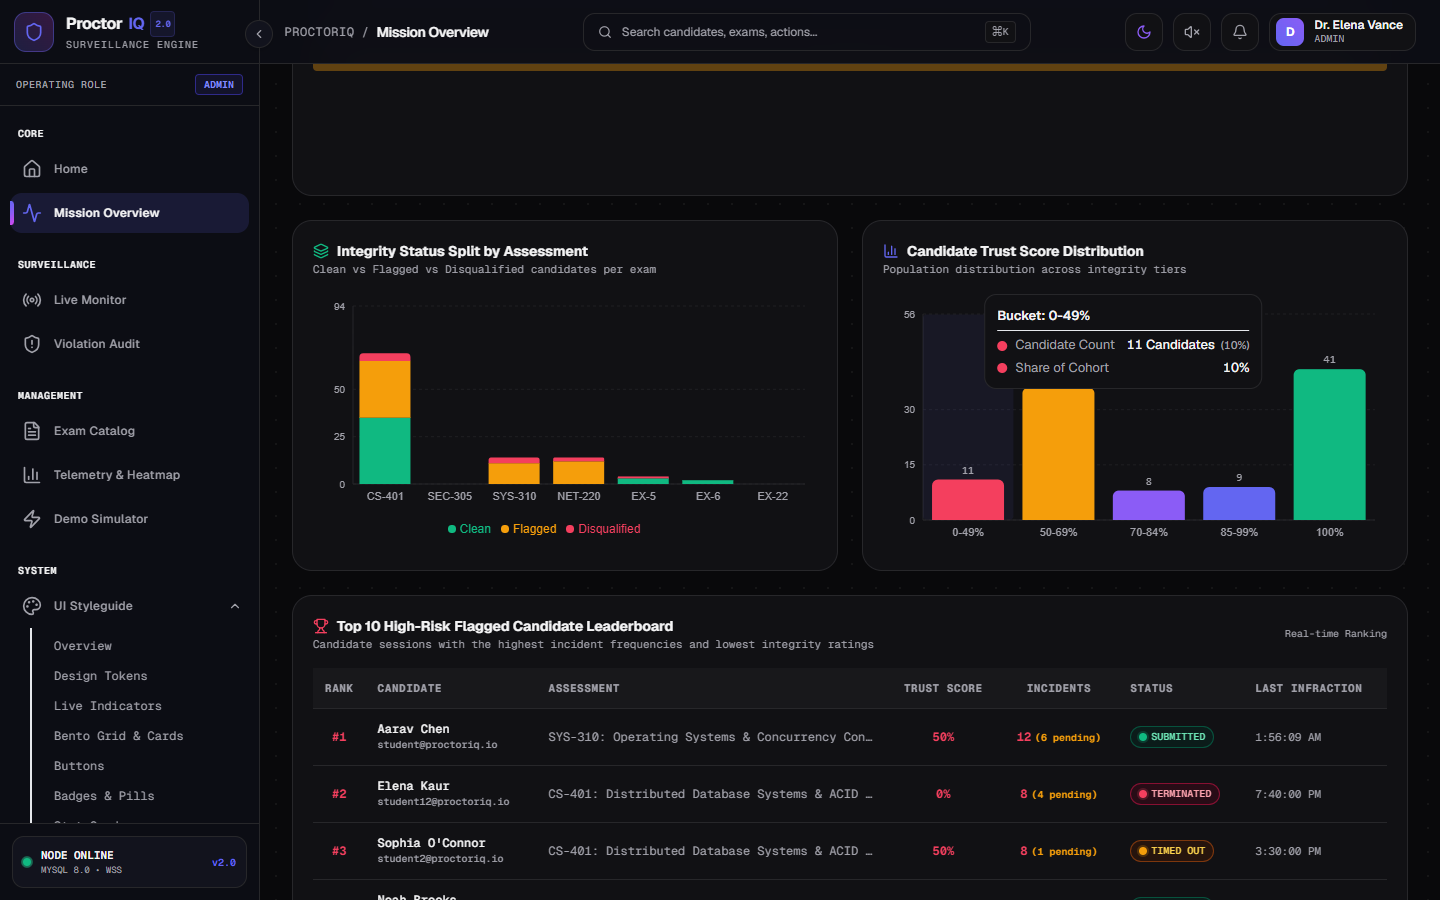 Proctor IQ 2.0
SURVEILLANCE ENGINE
OPERATING ROLE ADMIN
CORE
Home
Mission Overview
SURVEILLANCE
Live Monitor
Violation Audit
MANAGEMENT
Exam Catalog
Telemetry & Heatmap
Demo Simulator
SYSTEM
UI Styleguide
Overview
Design Tokens
Live Indicators
Bento Grid & Cards
Buttons
Badges & Pills
NODE ONLINE
MYSQL 8.0 • WSS
v2.0
PROCTORIQ / Mission Overview
Search candidates, exams, actions...
⌘K
D
Dr. Elena Vance
ADMIN
Integrity Status Split by Assessment
Clean vs Flagged vs Disqualified candidates per exam
94
50
25
0
CS-401 SEC-305 SYS-310 NET-220 EX-5 EX-6 EX-22
Clean Flagged Disqualified
Candidate Trust Score Distribution
Population distribution across integrity tiers
56
30
15
0
Bucket: 0-49%
Candidate Count 11 Candidates (10%)
Share of Cohort 10%
11
8
9
41
0-49% 50-69% 70-84% 85-99% 100%
Top 10 High-Risk Flagged Candidate Leaderboard
Candidate sessions with the highest incident frequencies and lowest integrity ratings
Real-time Ranking
RANK CANDIDATE ASSESSMENT TRUST SCORE INCIDENTS STATUS LAST INFRACTION
#1 Aarav Chen SYS-310: Operating Systems & Concurrency Con… 50% 12 (6 pending) SUBMITTED 1:56:09 AM
student@proctoriq.io
#2 Elena Kaur CS-401: Distributed Database Systems & ACID … 0% 8 (4 pending) TERMINATED 7:40:00 PM
student12@proctoriq.io
#3 Sophia O'Connor CS-401: Distributed Database Systems & ACID … 50% 8 (1 pending) TIMED OUT 3:30:00 PM
student2@proctoriq.io
Noah Brooks